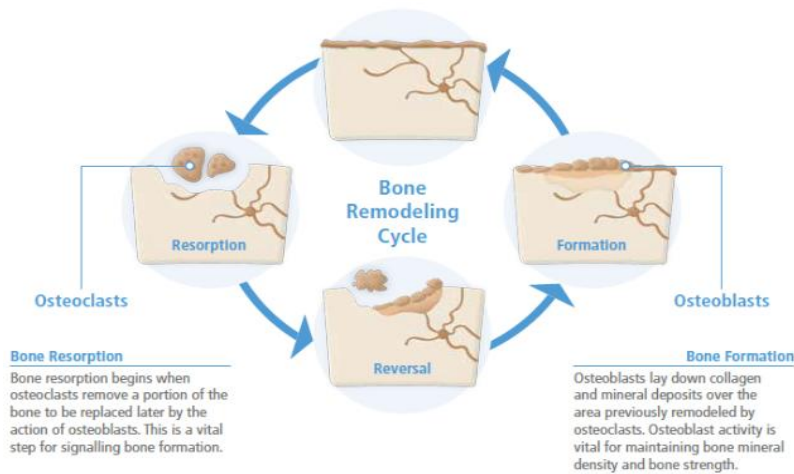 Bone
Remodeling
Cycle
Resorption
Formation
Osteoclasts
Osteoblasts
Reversal
Bone Resorption
Bone resorption begins when
osteoclasts remove a portion of the
bone to be replaced later by the
action of osteoblasts. This is a vital
step for signalling bone formation.
Bone Formation
Osteoblasts lay down collagen
and mineral deposits over the
area previously remodeled by
osteoclasts. Osteoblast activity is
vital for maintaining bone mineral
density and bone strength.